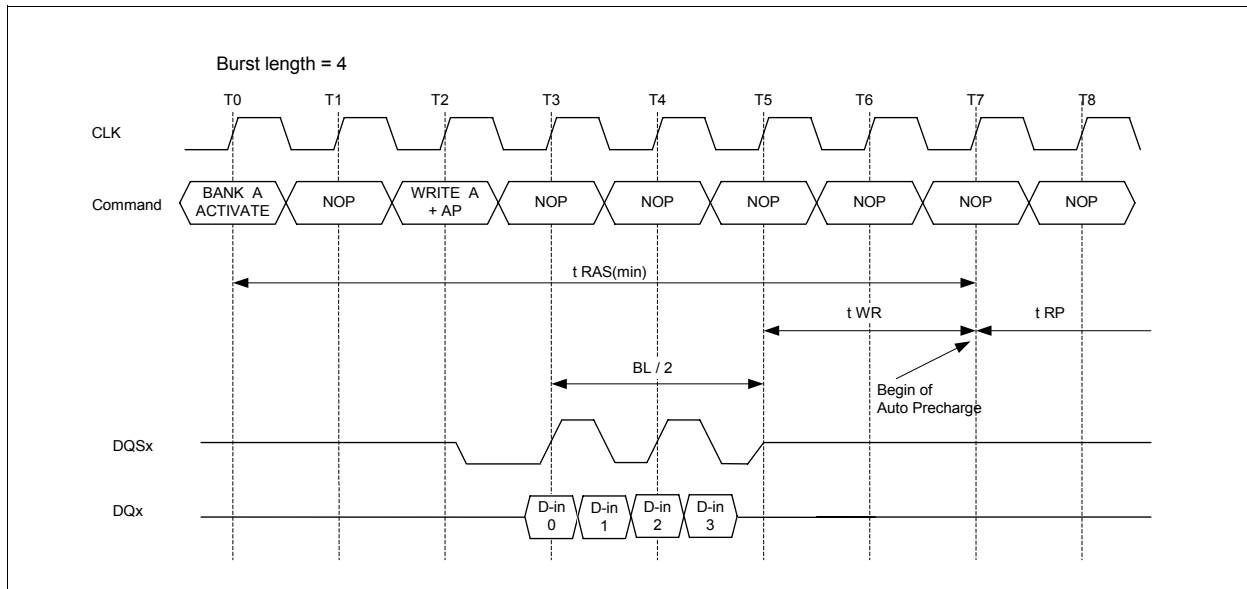 Burst length = 4
T0 T1 T2 T3 T4 T5 T6 T7 T8
CLK
Command
BANK A
ACTIVATE
NOP
WRITE A
+ AP
NOP
NOP
NOP
NOP
NOP
NOP
t RAS(min)
t WR
t RP
BL / 2
Begin of
Auto Precharge
DQSx
DQx
D-in
0
D-in
1
D-in
2
D-in
3